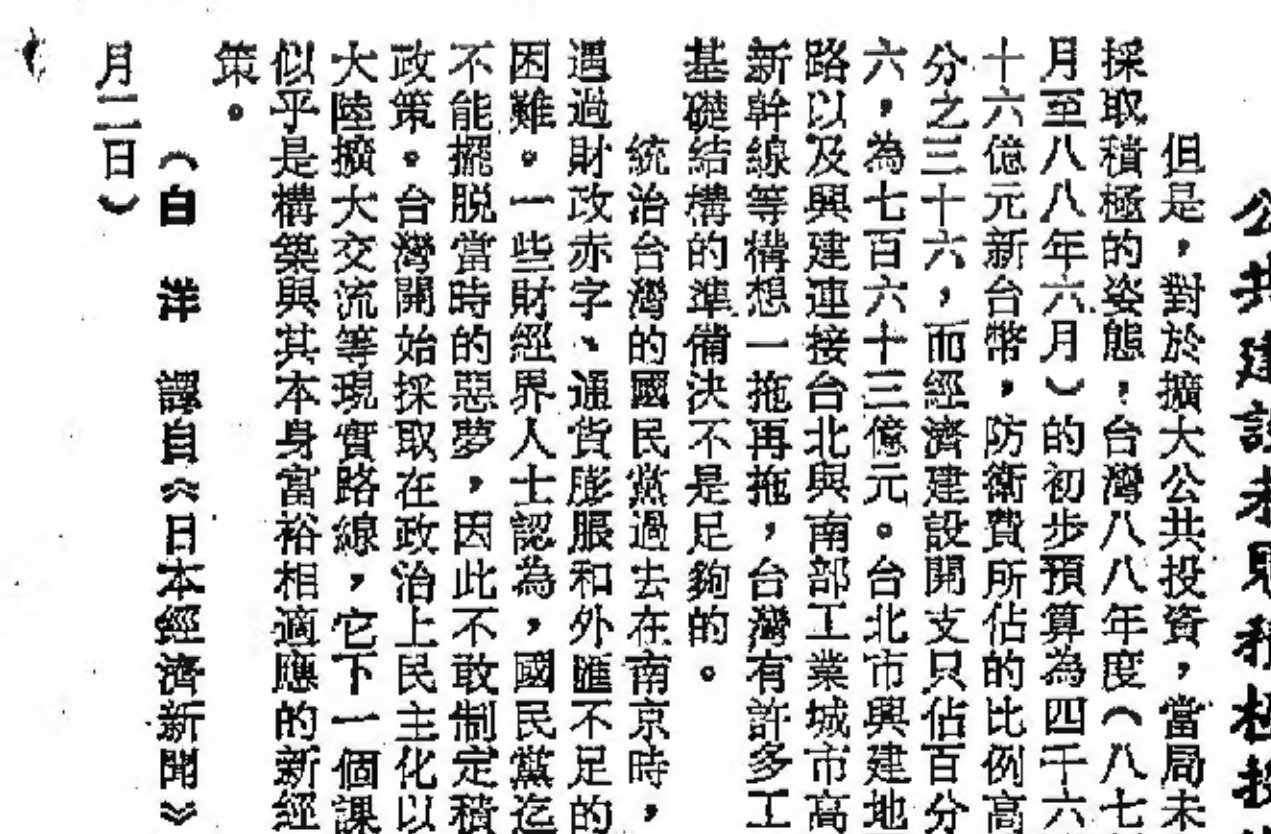 公共建設未見積極投
但是，對於擴大公共投資，當局未
採取積極的姿態，台灣八八年度（八七
月至八八年六月）的初步預算為四千六
十六億元新台幣，防衛費所佔的比例高
分之三十六，而經濟建設開支只佔百分
六，為七百六十三億元。台北市興建地
路以及興建連接台北與南部工業城市高
新幹線等構想一拖再拖，台灣有許多工
基礎結構的準備決不是足夠的。
統治台灣的國民黨過去在南京時，
遇過財政赤字、通貨膨脹和外匯不足的
困難。一些財經界人士認為，國民黨迄
不能擺脱當時的惡夢，因此不敢制定積
政策。台灣開始採取在政治上民主化以
大陸擴大交流等現實路線，它下一個課
似乎是構築與其本身富裕相適應的新經
策。
（白　洋　譯自《日本經濟新聞》
月二日）